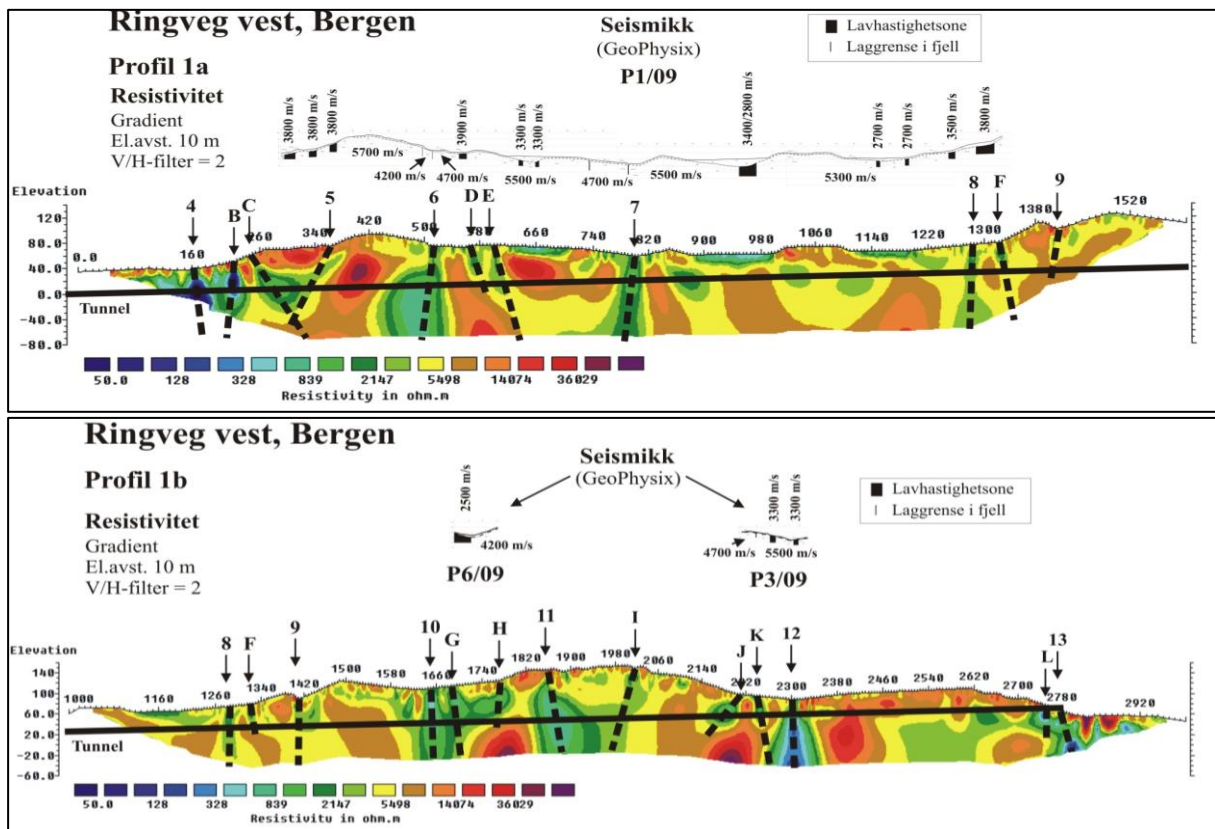 Ringveg vest, Bergen
Profil 1a
Resistivitet
Gradient
El.avst. 10 m
V/H-filter = 2
Seismikk
(GeoPhysix)
P1/09
Lavhastighetsone
Laggrense i fjell
3800 m/s
3800 m/s
3800 m/s
5700 m/s
4200 m/s
3900 m/s
4700 m/s
3300 m/s
3300 m/s
5500 m/s
4700 m/s
5500 m/s
3400/2800 m/s
5300 m/s
2700 m/s
2700 m/s
3500 m/s
3800 m/s
Elevation
4 B C 5 6 D E 7 8 F 9
120
80.0
40.0
0.0
-40.0
-80.0
0.0 160 260 340 420 500 580 660 740 820 900 980 1060 1140 1220 1300 1380 1520
Tunnel
50.0 128 328 839 2147 5498 14074 36029
Resistivity in ohm.m
Ringveg vest, Bergen
Profil 1b
Resistivitet
Gradient
El.avst. 10 m
V/H-filter = 2
Seismikk
(GeoPhysix)
2500 m/s
4200 m/s
P6/09
3300 m/s
3300 m/s
4700 m/s
5500 m/s
P3/09
Lavhastighetsone
Laggrense i fjell
Elevation
8 F 9 10 G H 11 I J K 12 L 13
140
100
60.0
20.0
-20.0
-60.0
1000 1160 1260 1340 1420 1500 1580 1660 1740 1820 1900 1980 2060 2140 2220 2300 2380 2460 2540 2620 2700 2780 2920
Tunnel
50.0 128 328 839 2147 5498 14074 36029
Resistivity in ohm.m